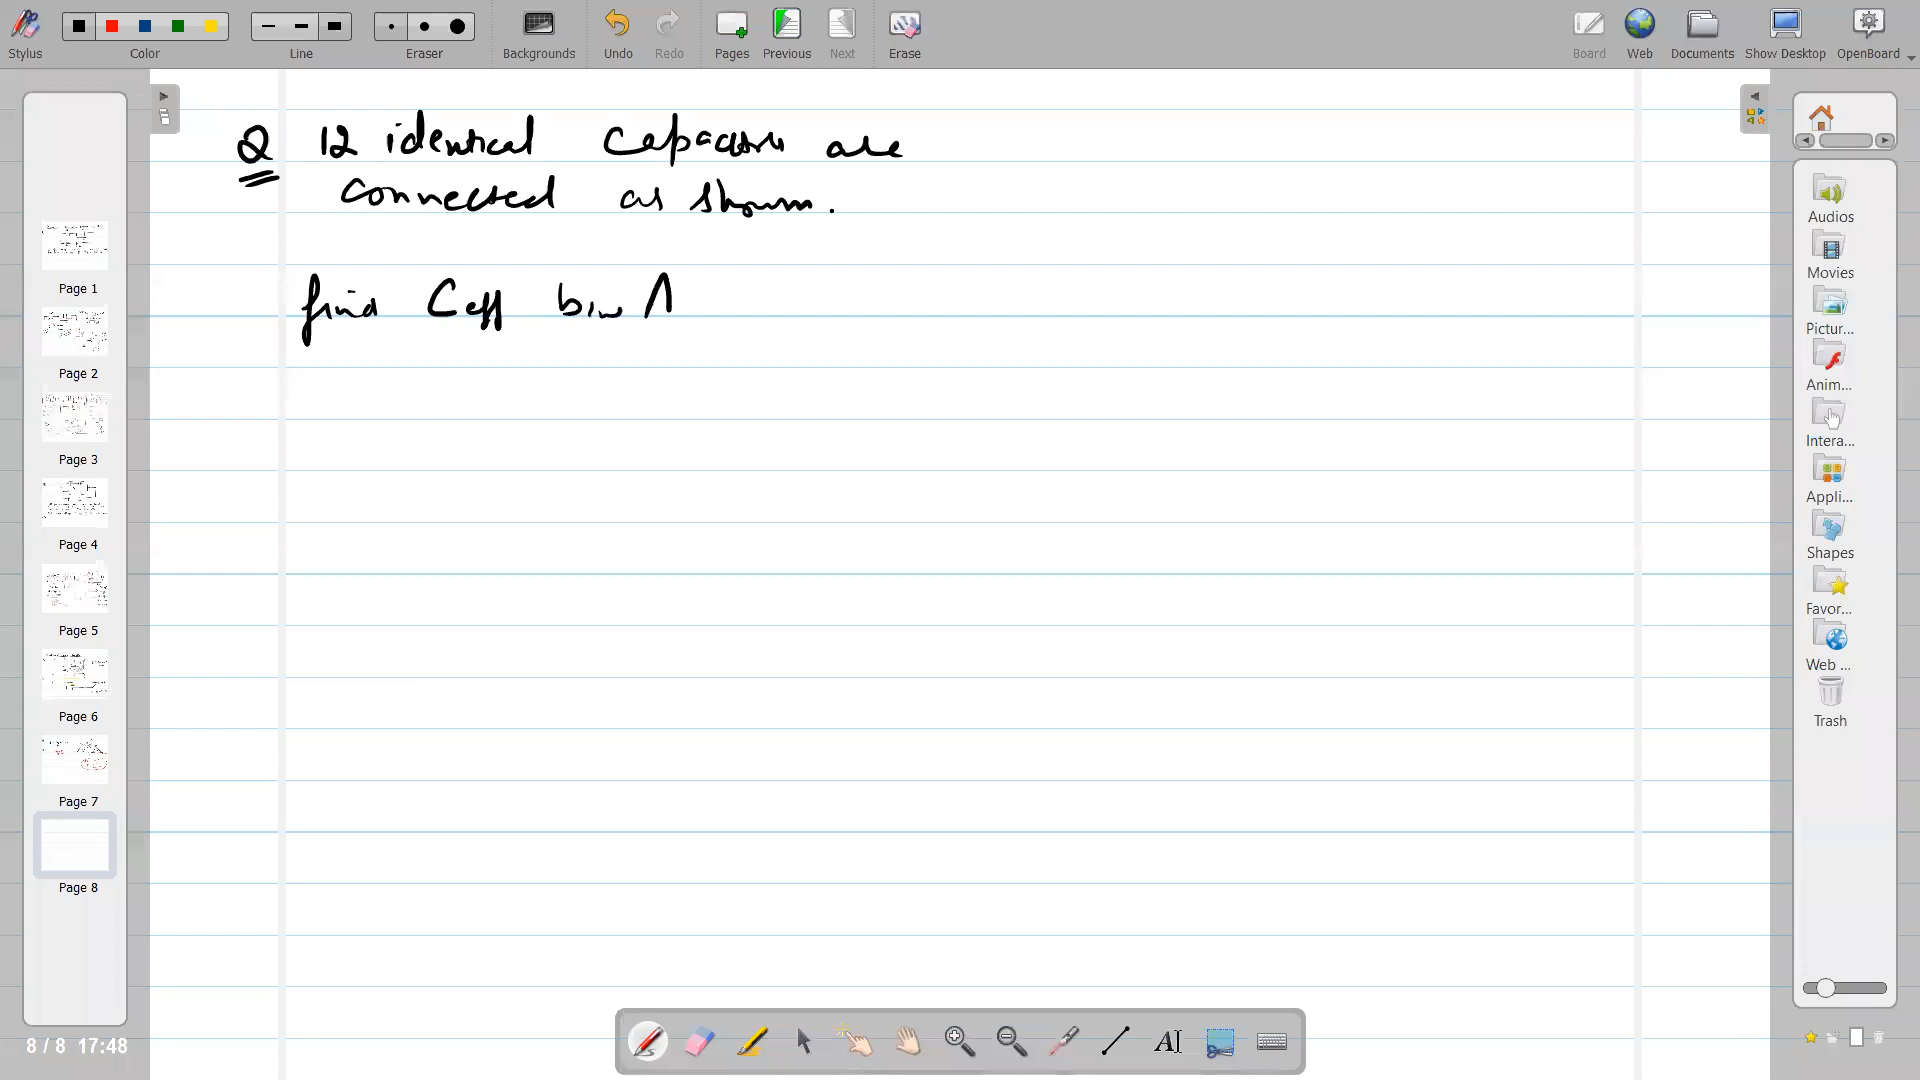 Stylus Color Line Eraser Backgrounds Undo Redo Pages Previous Next Erase Board Web Documents Show Desktop OpenBoard
Q 12 identical capacitors are
connected as shown.
find Ceff b/w
Page 1
Page 2
Page 3
Page 4
Page 5
Page 6
Page 7
Page 8
8 / 8 17:48
Audios
Movies
Pictur...
Anim...
Intera...
Appli...
Shapes
Favor...
Web ...
Trash